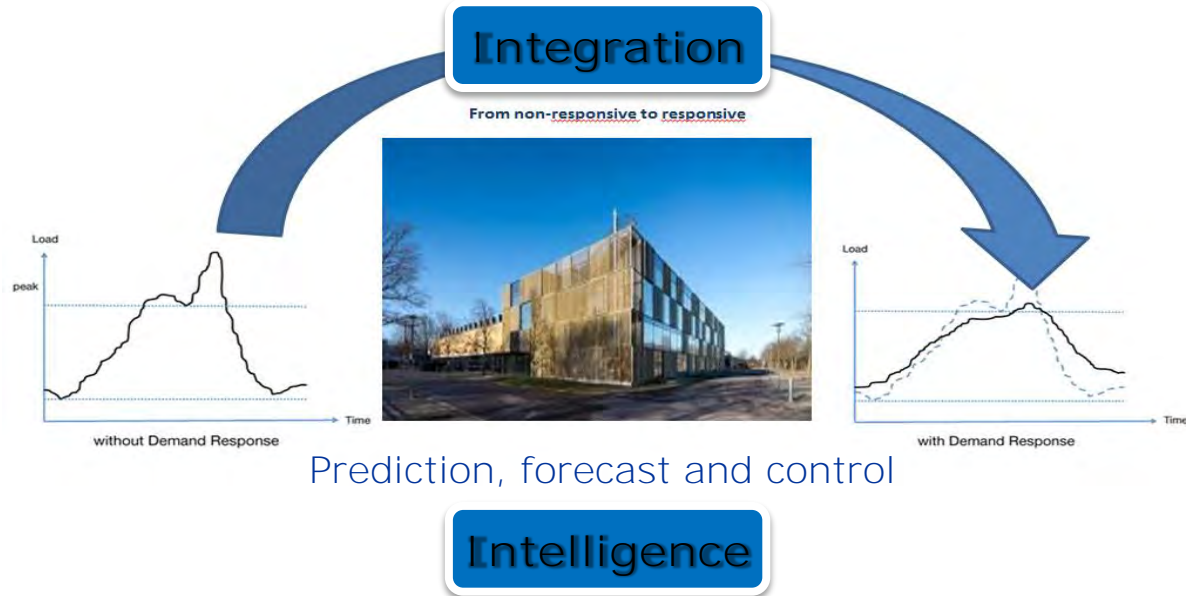 Integration
From non-responsive to responsive
Load
peak
Time
without Demand Response
Load
Time
with Demand Response
Prediction, forecast and control
Intelligence